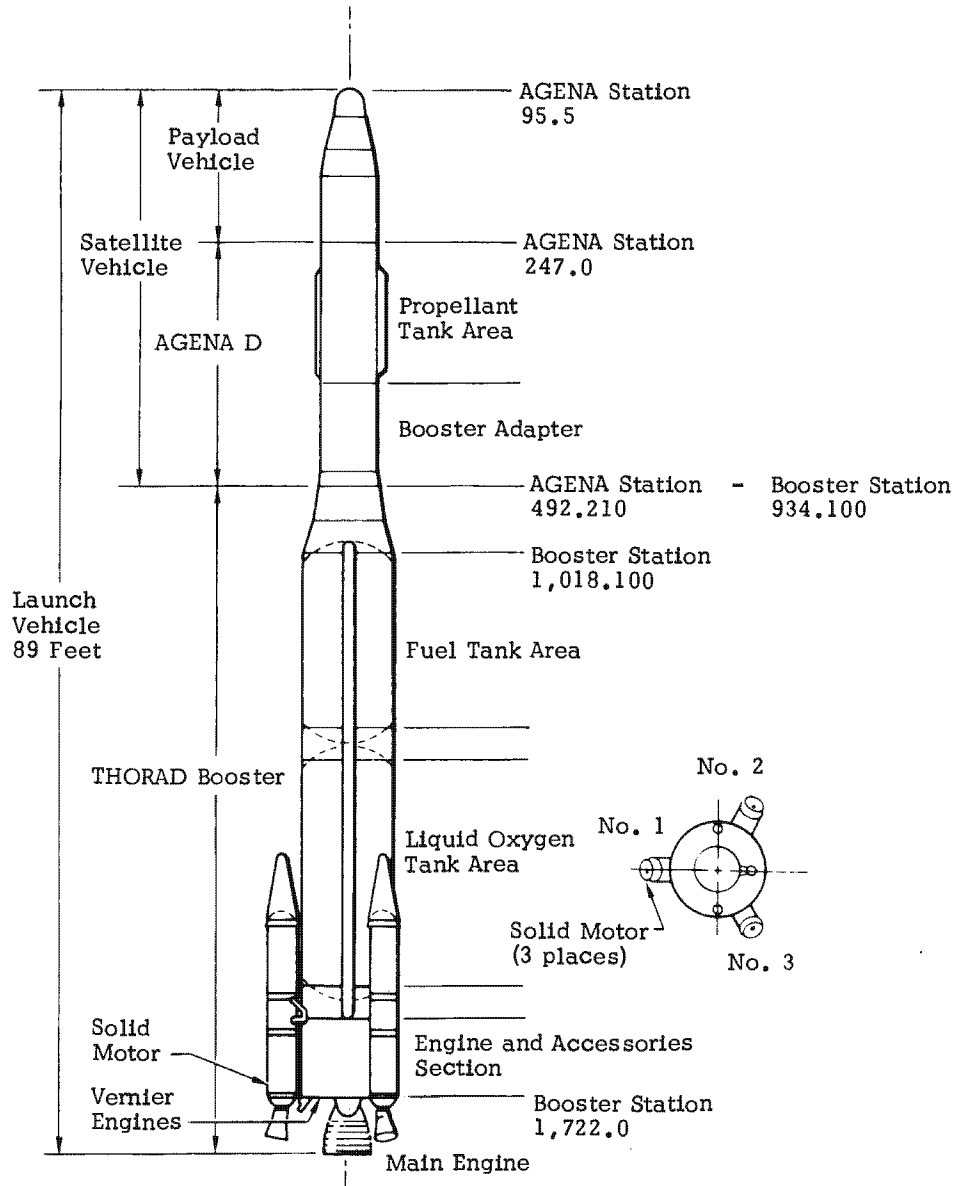 AGENA Station
95.5
Payload
Vehicle
Satellite
Vehicle
AGENA Station
247.0
Propellant
Tank Area
AGENA D
Booster Adapter
AGENA Station - Booster Station
492.210 934.100
Booster Station
1,018.100
Launch
Vehicle
89 Feet
Fuel Tank Area
THORAD Booster
No. 2
No. 1
Liquid Oxygen
Tank Area
Solid Motor
(3 places)
No. 3
Solid
Motor
Engine and Accessories
Section
Vernier
Engines
Booster Station
1,722.0
Main Engine